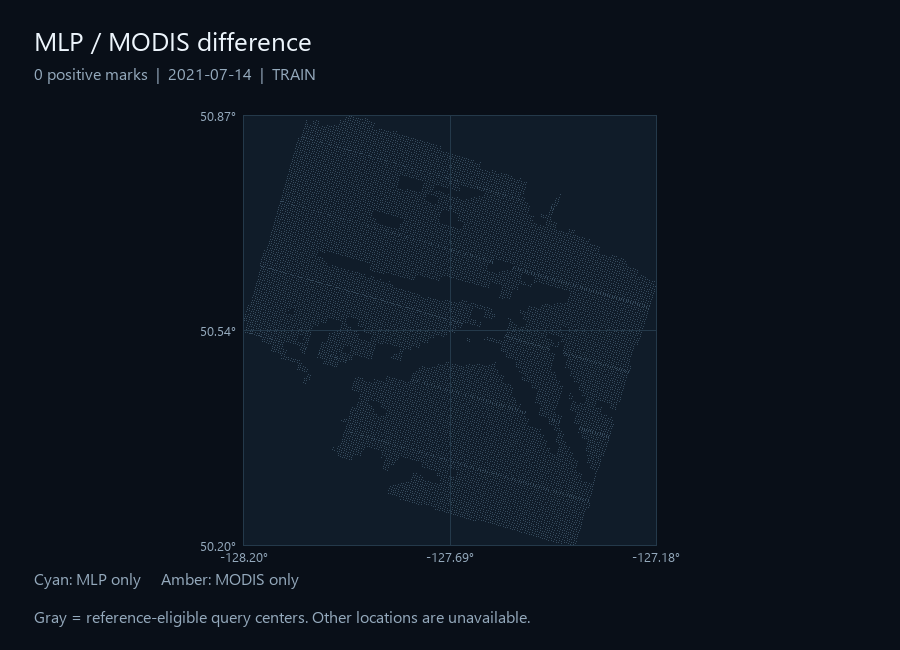 MLP / MODIS difference
0 positive marks | 2021-07-14 | TRAIN
50.87°
50.54°
50.20°
-128.20° -127.69° -127.18°
Cyan: MLP only Amber: MODIS only
Gray = reference-eligible query centers. Other locations are unavailable.